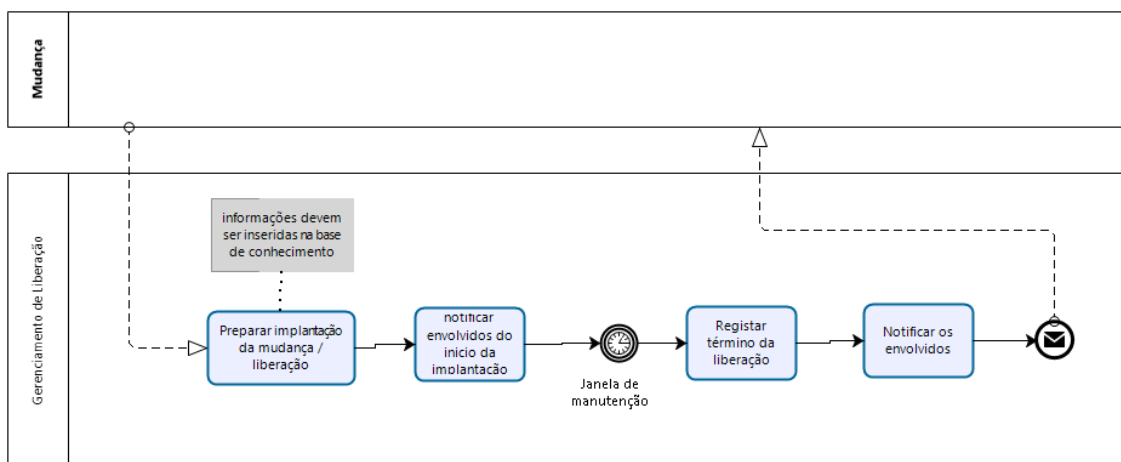 Mudança
Gerenciamento de Liberação
informações devem
ser inseridas na base
de conhecimento
Preparar implantação
da mudança /
liberação
notificar
envolvidos do inicio da
implantação
Janela de
manutenção
Registar
término da
liberação
Notificar os
envolvidos